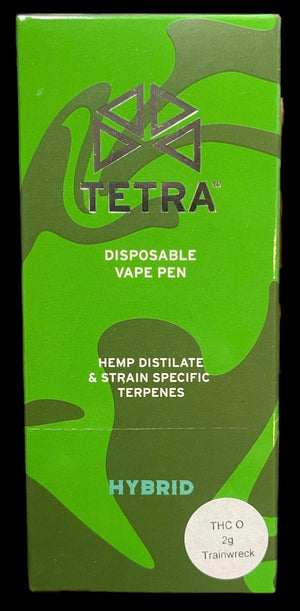 TETRA™
DISPOSABLE
VAPE PEN
HEMP DISTILATE
& STRAIN SPECIFIC
TERPENES
HYBRID
THC O
2g
Trainwreck